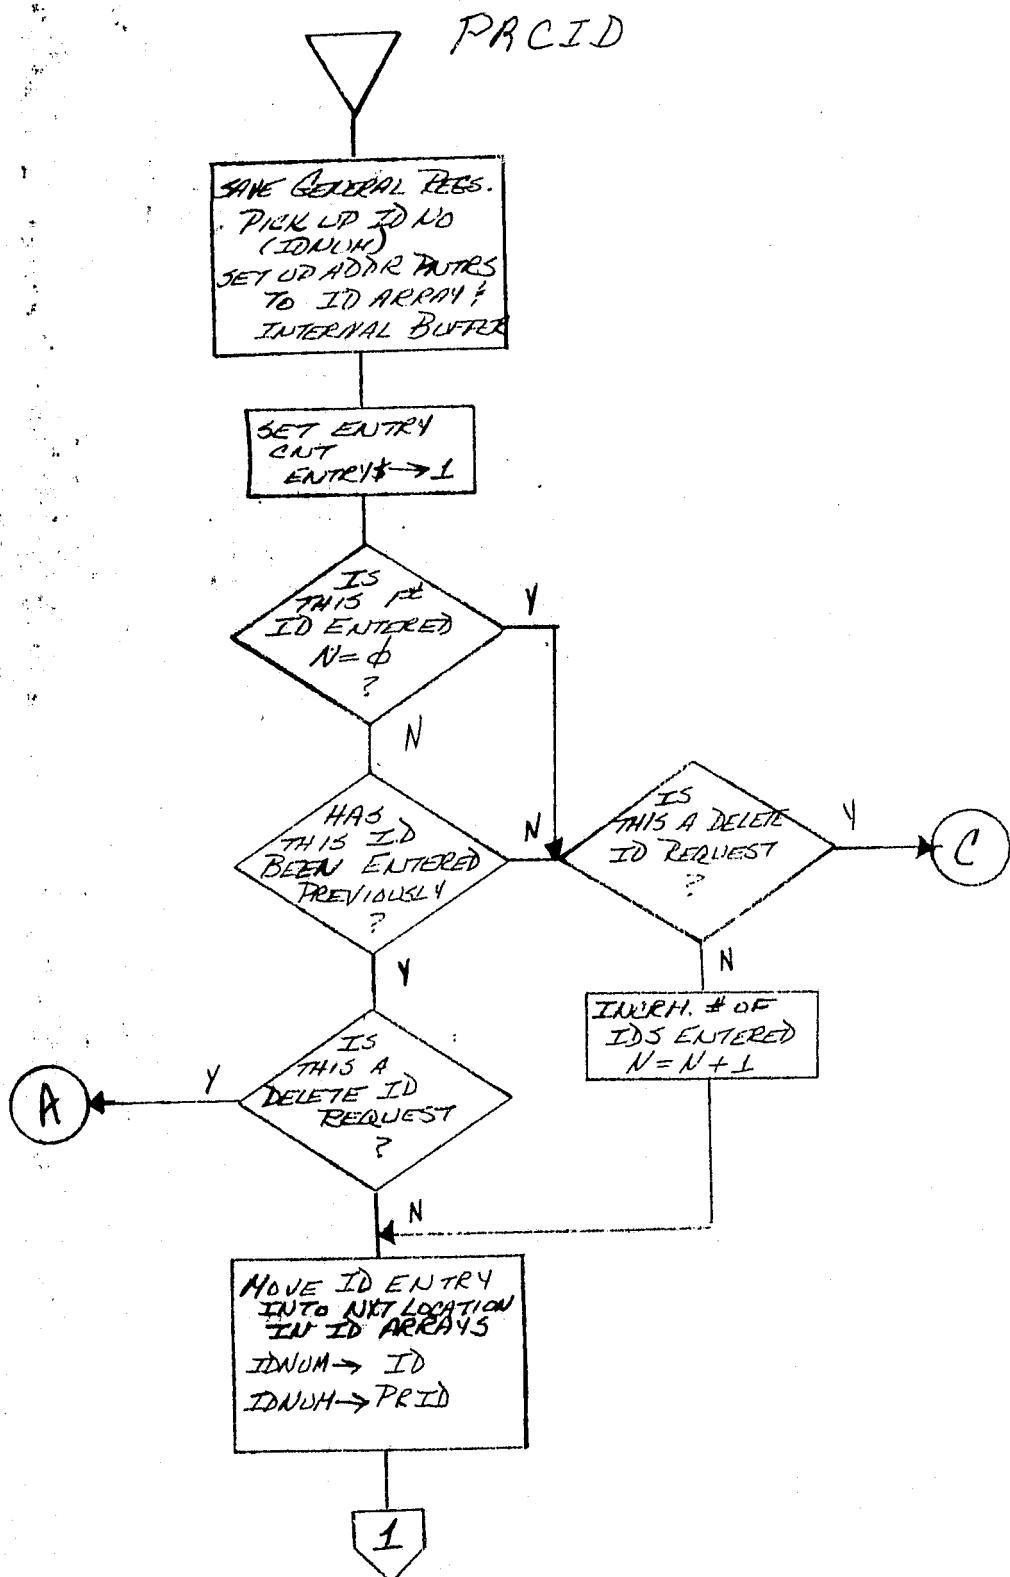 PRCID
SAVE GENERAL REGS.
PICK UP ID NO
(IDNUM)
SET UP ADDR PNTRS
TO ID ARRAY &
INTERNAL BUFFER
SET ENTRY
CNT
ENTRY$→1
IS
THIS 1st
ID ENTERED
N=ϕ
?
Y
N
HAS
THIS I.D
BEEN ENTERED
PREVIOUSLY
?
N
Y
IS
THIS A DELETE
ID REQUEST
?
Y
C
N
INCRM. # OF
IDS ENTERED
N=N+1
IS
THIS A
DELETE ID
REQUEST
?
Y
A
N
MOVE ID ENTRY
INTO NXT LOCATION
IN ID ARRAYS
IDNUM→ ID
IDNUM→PRID
1